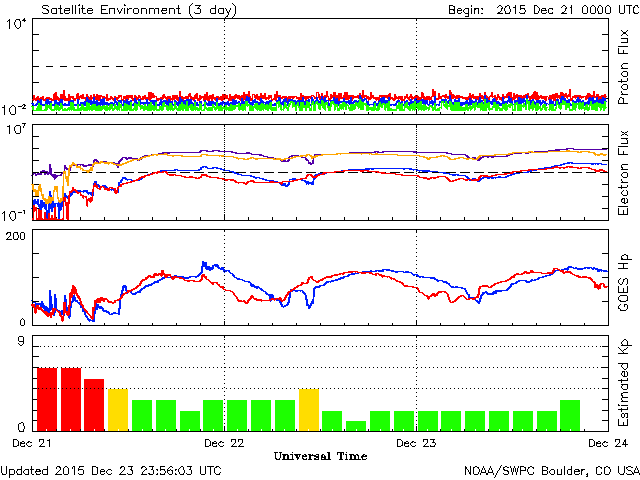 Satellite Environment (3 day)
Begin: 2015 Dec 21 0000 UTC
10⁴
10⁻²
Proton Flux
10⁷
10⁻¹
Electron Flux
200
0
GOES Hp
9
0
Estimated Kp
Dec 21
Dec 22
Dec 23
Dec 24
Universal Time
Updated 2015 Dec 23 23:56:03 UTC
NOAA/SWPC Boulder, CO USA